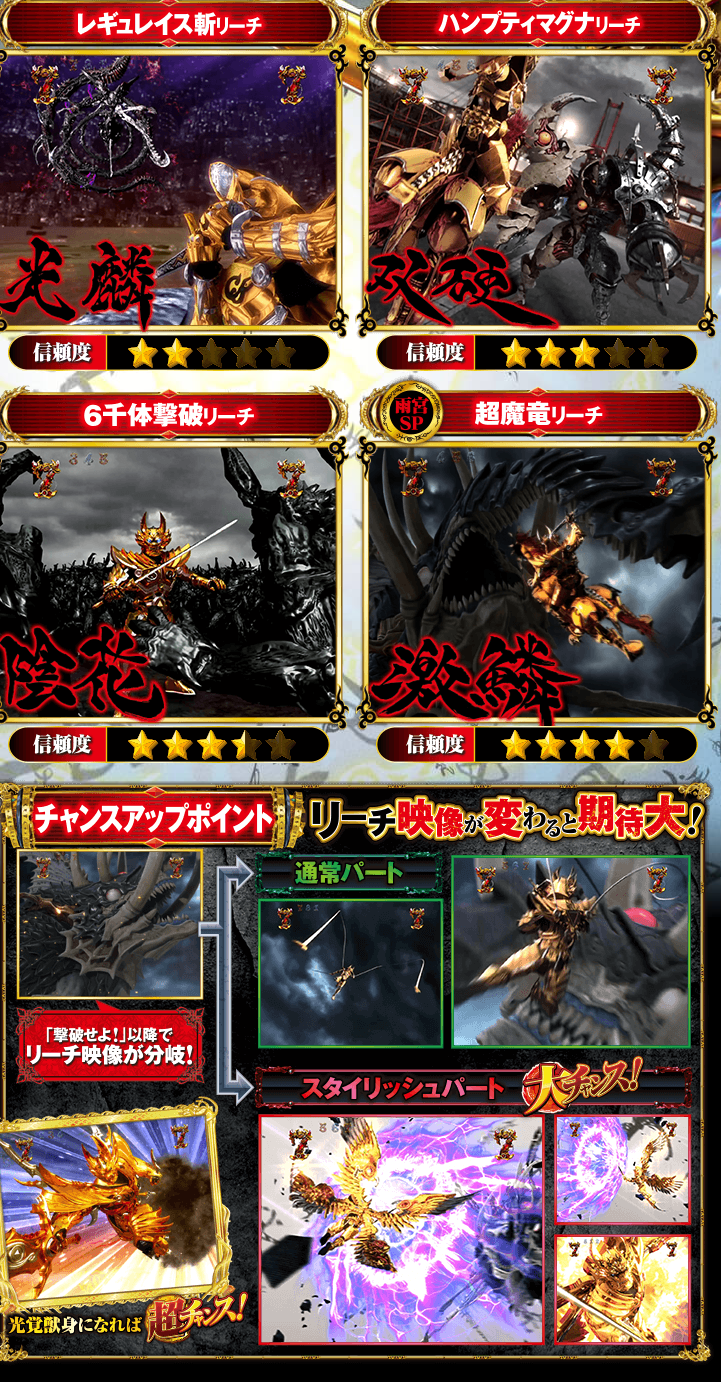 レギュレイス斬リーチ
ハンプティマグナリーチ
光麟
双硬
信頼度
信頼度
6千体撃破リーチ
雨宮
SP
超魔竜リーチ
陰花
激鱗
信頼度
信頼度
チャンスアップポイント
リーチ映像が変わると期待大!
通常パート
「撃破せよ!」以降で
リーチ映像が分岐!
スタイリッシュパート
大チャンス!
光覚獣身になれば
超チャンス!